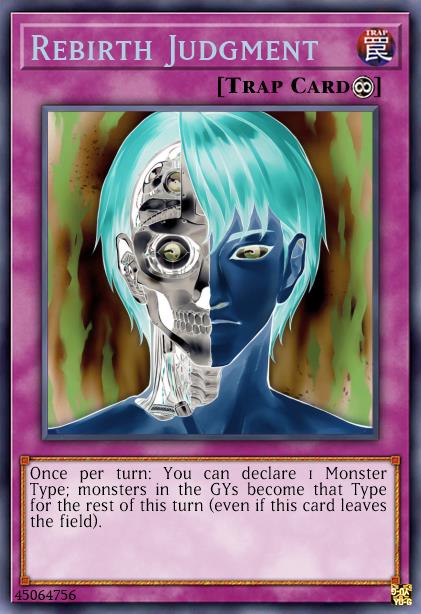 REBIRTH JUDGMENT
TRAP
罠
[TRAP CARD♾]
Once per turn: You can declare 1 Monster
Type; monsters in the GYs become that Type
for the rest of this turn (even if this card leaves
the field).
45064756